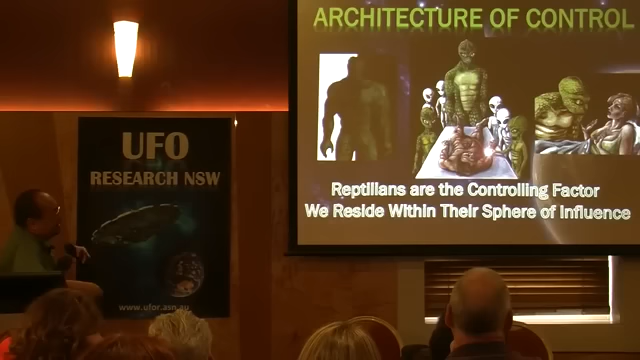 ARCHITECTURE OF CONTROL
UFO
RESEARCH NSW
Reptilians are the Controlling Factor
We Reside Within Their Sphere of Influence
www.ufor.asn.au